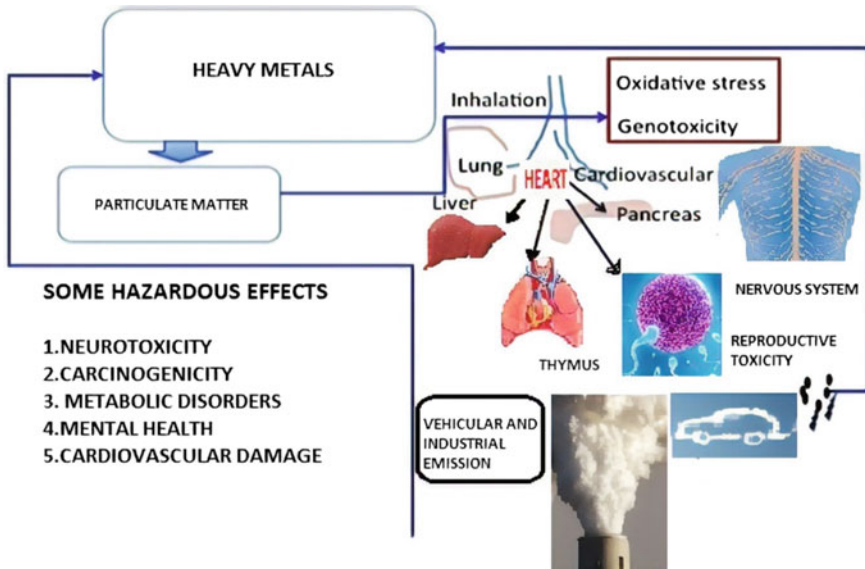 HEAVY METALS
PARTICULATE MATTER
Inhalation
Oxidative stress
Genotoxicity
Lung
HEART
Cardiovascular
Liver
Pancreas
NERVOUS SYSTEM
THYMUS
REPRODUCTIVE
TOXICITY
SOME HAZARDOUS EFFECTS
1.NEUROTOXICITY
2.CARCINOGENICITY
3. METABOLIC DISORDERS
4.MENTAL HEALTH
5.CARDIOVASCULAR DAMAGE
VEHICULAR AND
INDUSTRIAL
EMISSION